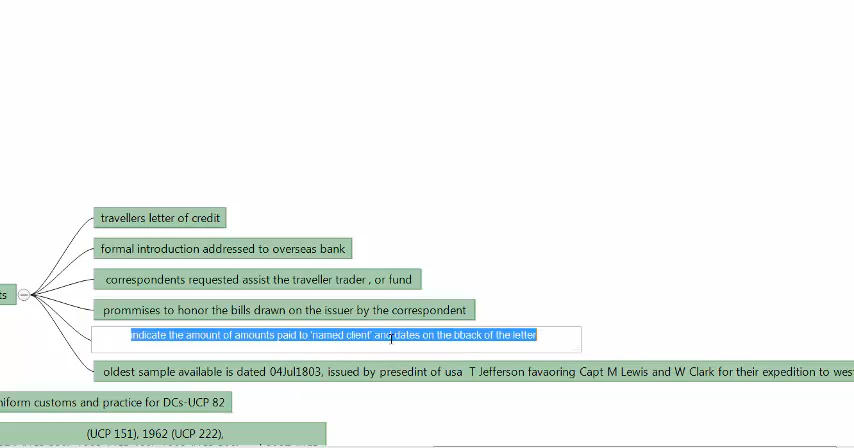 travellers letter of credit
formal introduction addressed to overseas bank
ts
correspondents requested assist the traveller trader , or fund
prommises to honor the bills drawn on the issuer by the correspondent
indicate the amount of amounts paid to 'named client' and dates on the bback of the letter
oldest sample available is dated 04Jul1803, issued by presedint of usa T Jefferson favaoring Capt M Lewis and W Clark for their expedition to wes
niform customs and practice for DCs-UCP 82
(UCP 151), 1962 (UCP 222),